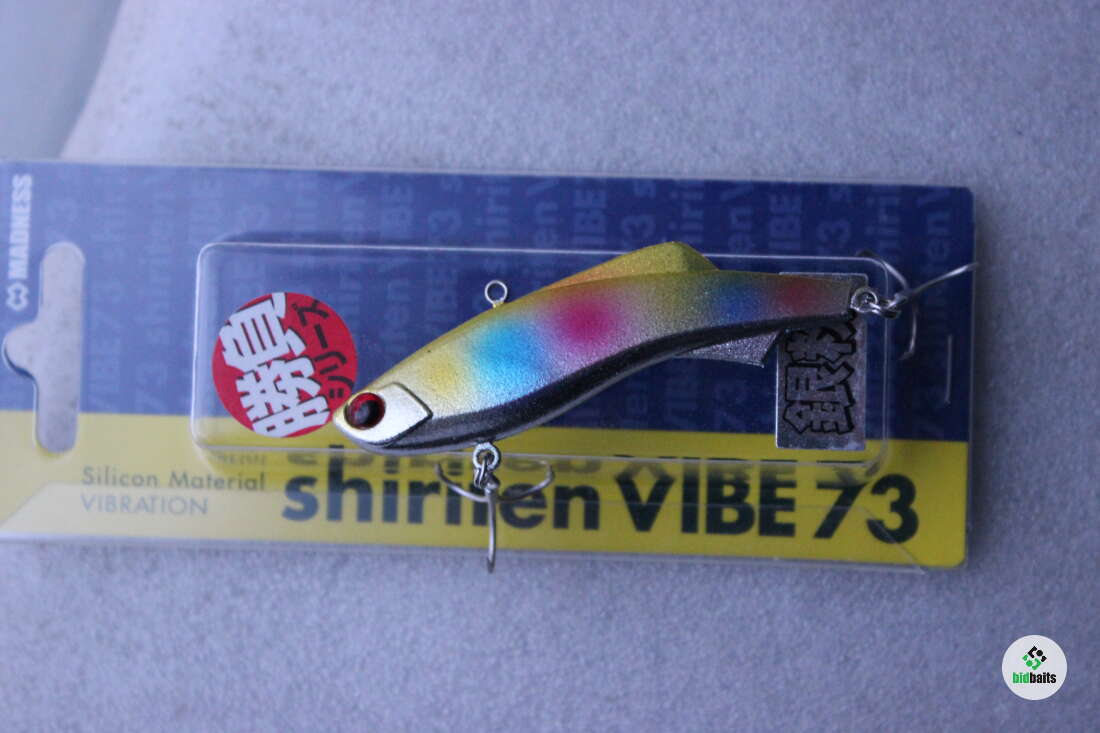 MADNESS
勝負
シリーズ
銀粉
Silicon Material
VIBRATION
shiriten VIBE 73
bidbaits